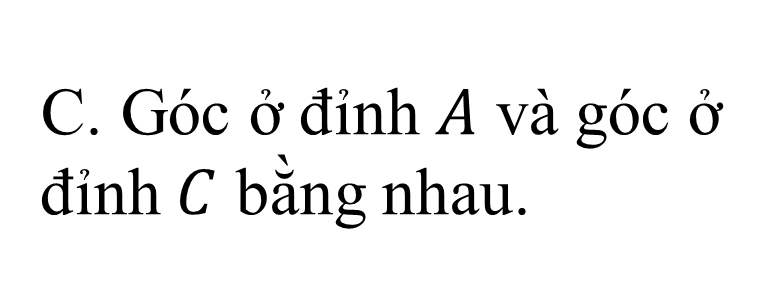 C. Góc ở đỉnh A và góc ở
đỉnh C bằng nhau.